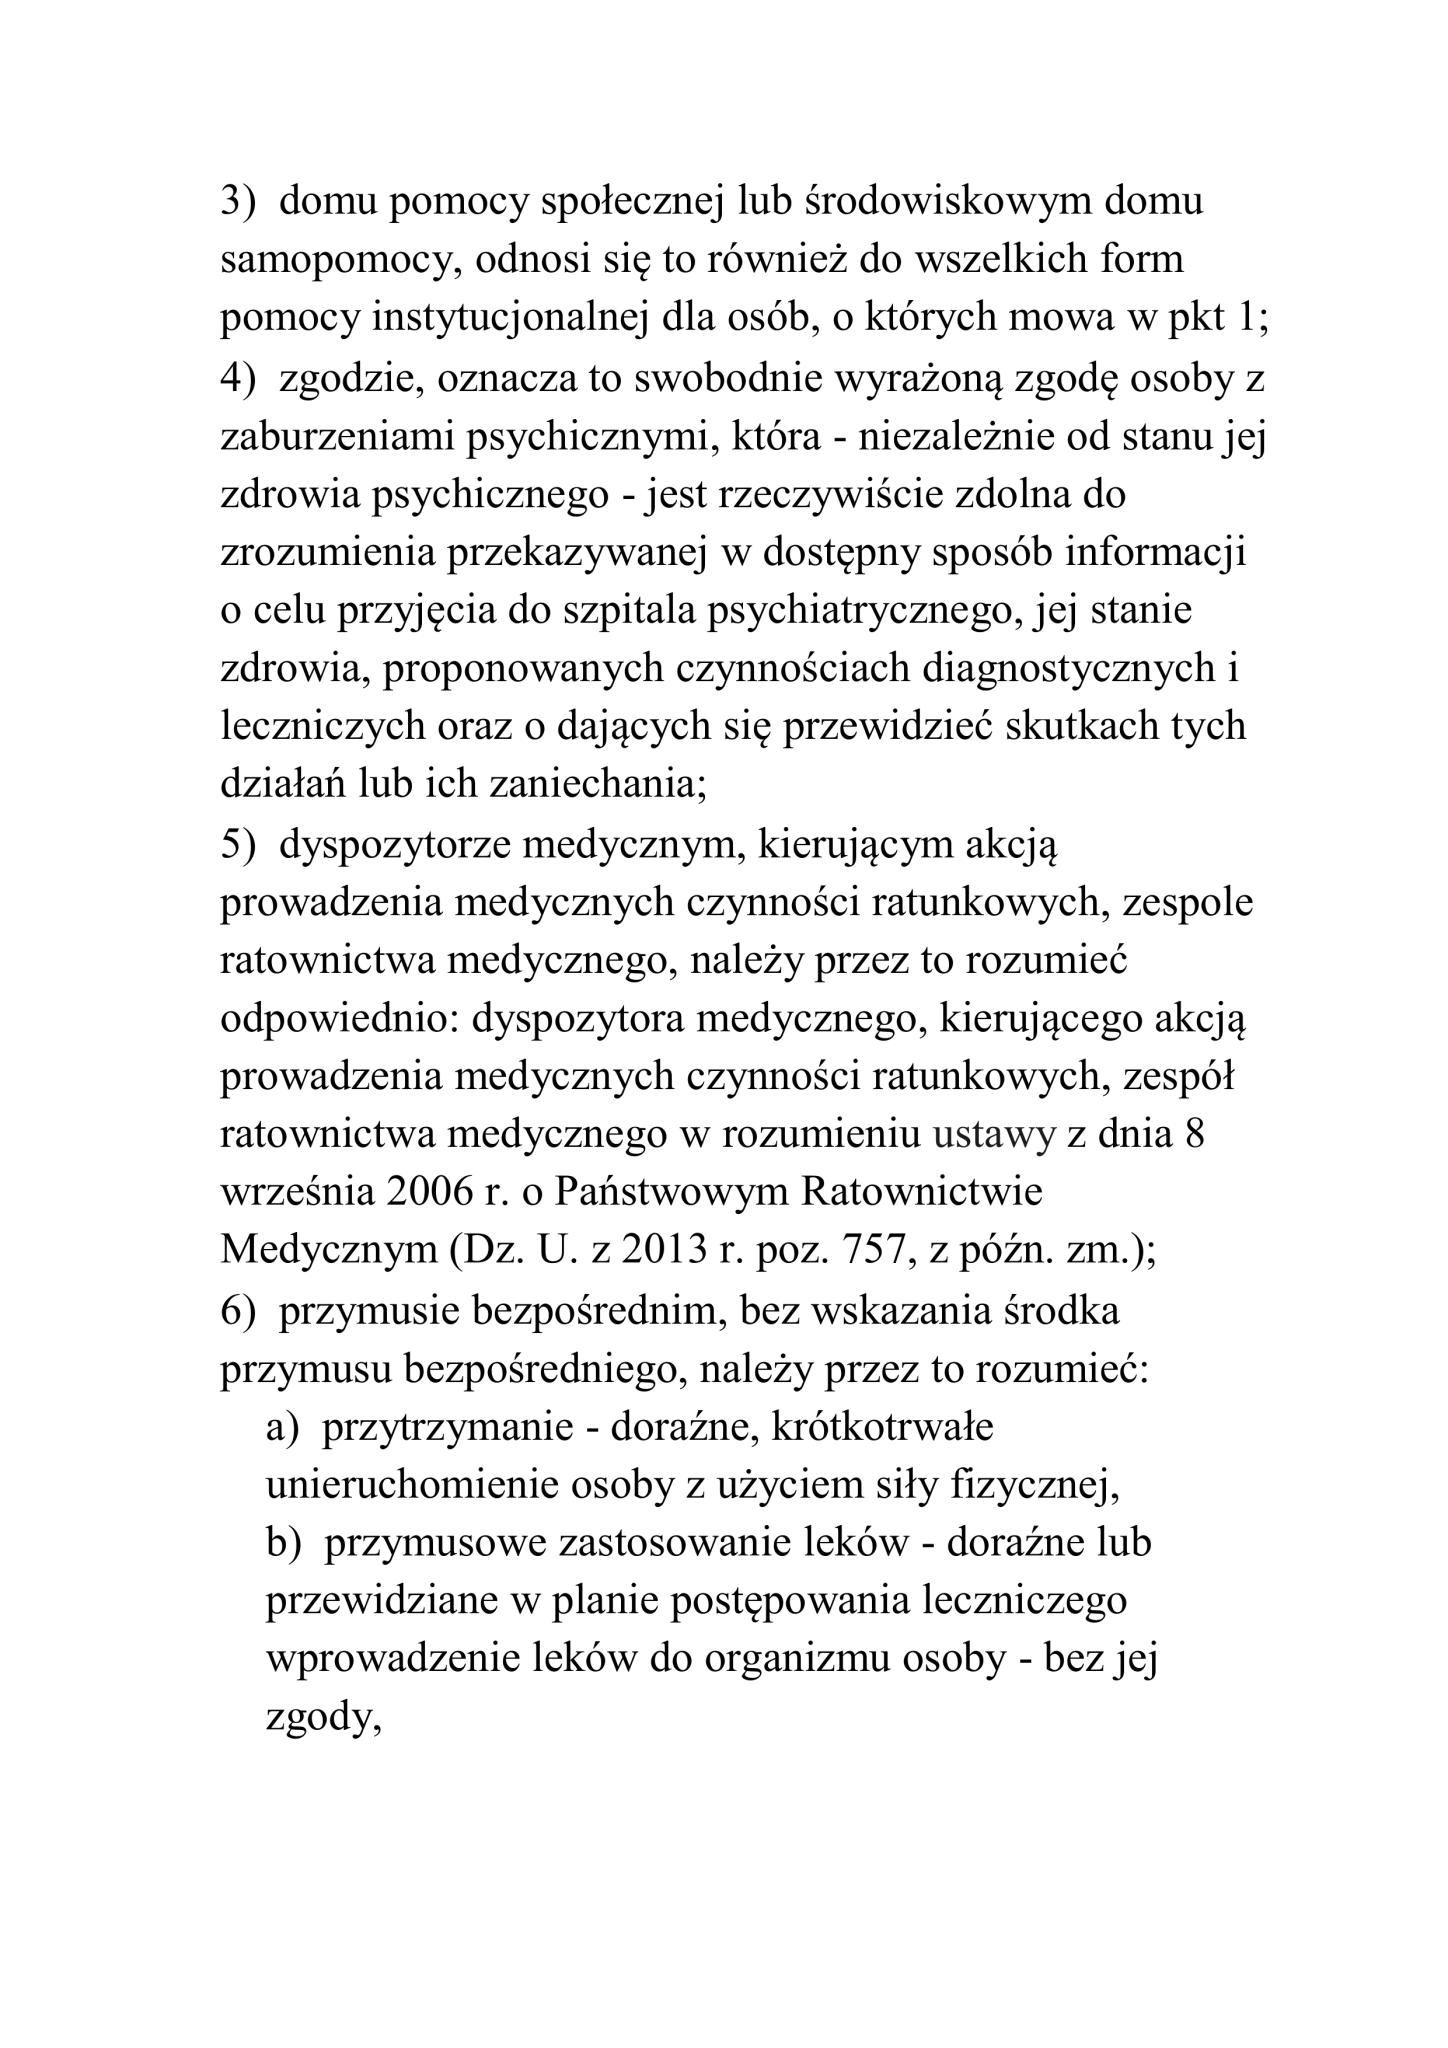 3)  domu pomocy społecznej lub środowiskowym domu
samopomocy, odnosi się to również do wszelkich form
pomocy instytucjonalnej dla osób, o których mowa w pkt 1;
4)  zgodzie, oznacza to swobodnie wyrażoną zgodę osoby z
zaburzeniami psychicznymi, która - niezależnie od stanu jej
zdrowia psychicznego - jest rzeczywiście zdolna do
zrozumienia przekazywanej w dostępny sposób informacji
o celu przyjęcia do szpitala psychiatrycznego, jej stanie
zdrowia, proponowanych czynnościach diagnostycznych i
leczniczych oraz o dających się przewidzieć skutkach tych
działań lub ich zaniechania;
5)  dyspozytorze medycznym, kierującym akcją
prowadzenia medycznych czynności ratunkowych, zespole
ratownictwa medycznego, należy przez to rozumieć
odpowiednio: dyspozytora medycznego, kierującego akcją
prowadzenia medycznych czynności ratunkowych, zespół
ratownictwa medycznego w rozumieniu ustawy z dnia 8
września 2006 r. o Państwowym Ratownictwie
Medycznym (Dz. U. z 2013 r. poz. 757, z późn. zm.);
6)  przymusie bezpośrednim, bez wskazania środka
przymusu bezpośredniego, należy przez to rozumieć:
a)  przytrzymanie - doraźne, krótkotrwałe
unieruchomienie osoby z użyciem siły fizycznej,
b)  przymusowe zastosowanie leków - doraźne lub
przewidziane w planie postępowania leczniczego
wprowadzenie leków do organizmu osoby - bez jej
zgody,